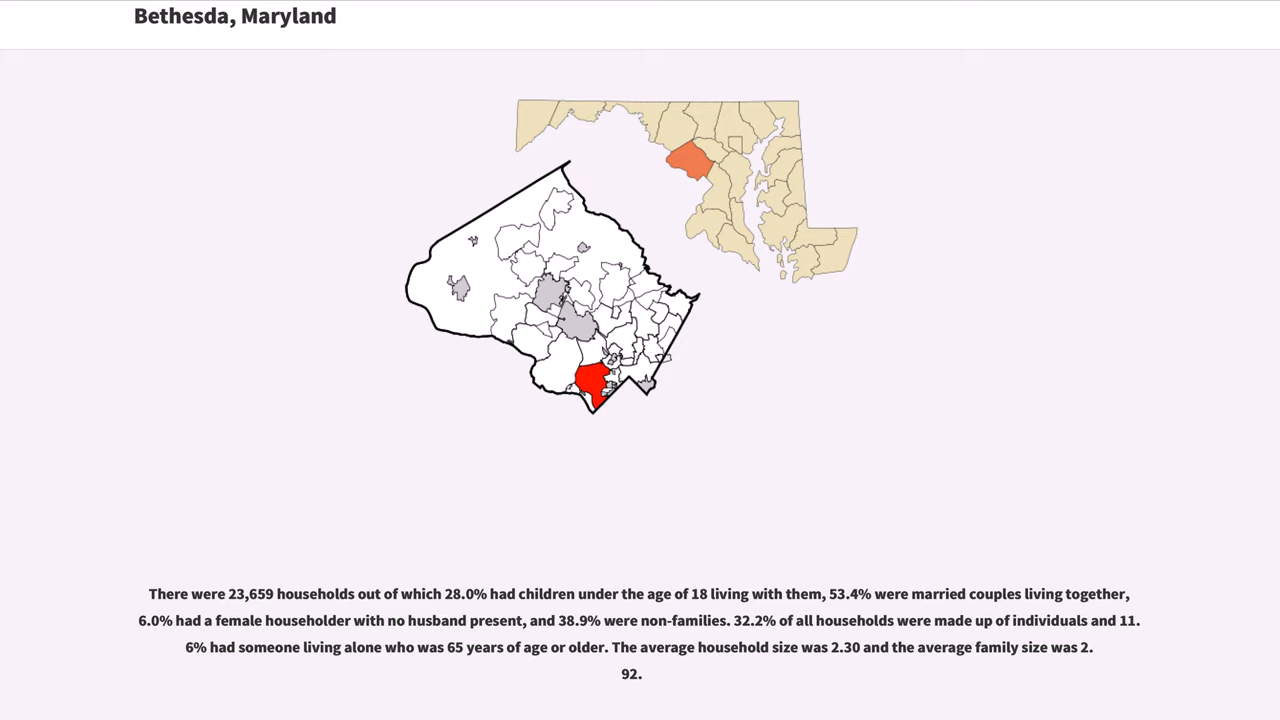 Bethesda, Maryland
There were 23,659 households out of which 28.0% had children under the age of 18 living with them, 53.4% were married couples living together,
6.0% had a female householder with no husband present, and 38.9% were non-families. 32.2% of all households were made up of individuals and 11.
6% had someone living alone who was 65 years of age or older. The average household size was 2.30 and the average family size was 2.
92.